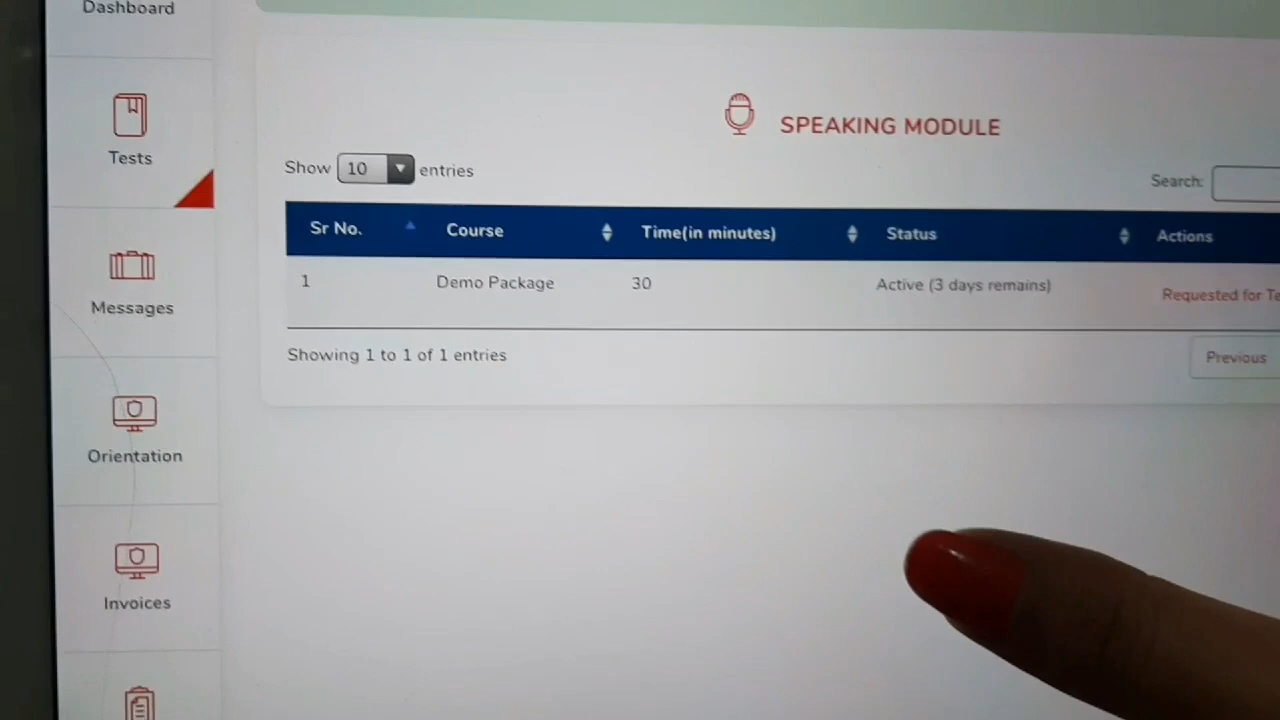 Dashboard
Tests
Messages
Orientation
Invoices
SPEAKING MODULE
Show 10 entries
Search:
Sr No. Course Time(in minutes) Status Actions
1 Demo Package 30 Active (3 days remains) Requested for
Showing 1 to 1 of 1 entries
Previous